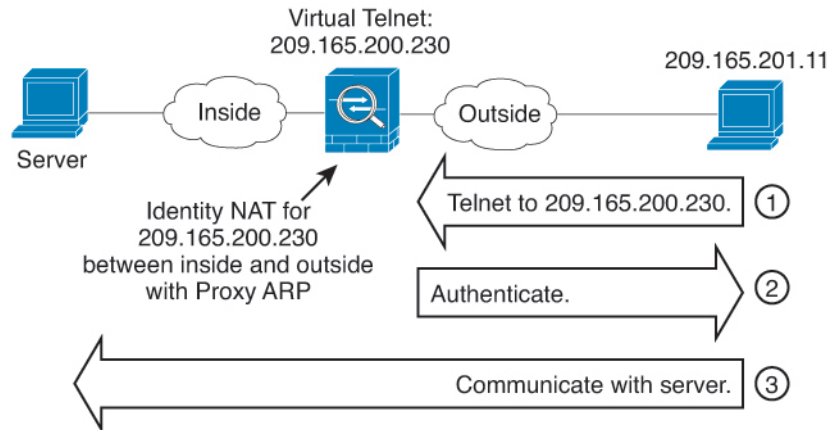 Virtual Telnet:
209.165.200.230
209.165.201.11
Inside
Outside
Server
Identity NAT for
209.165.200.230
between inside and outside
with Proxy ARP
Telnet to 209.165.200.230.
1
Authenticate.
2
Communicate with server.
3